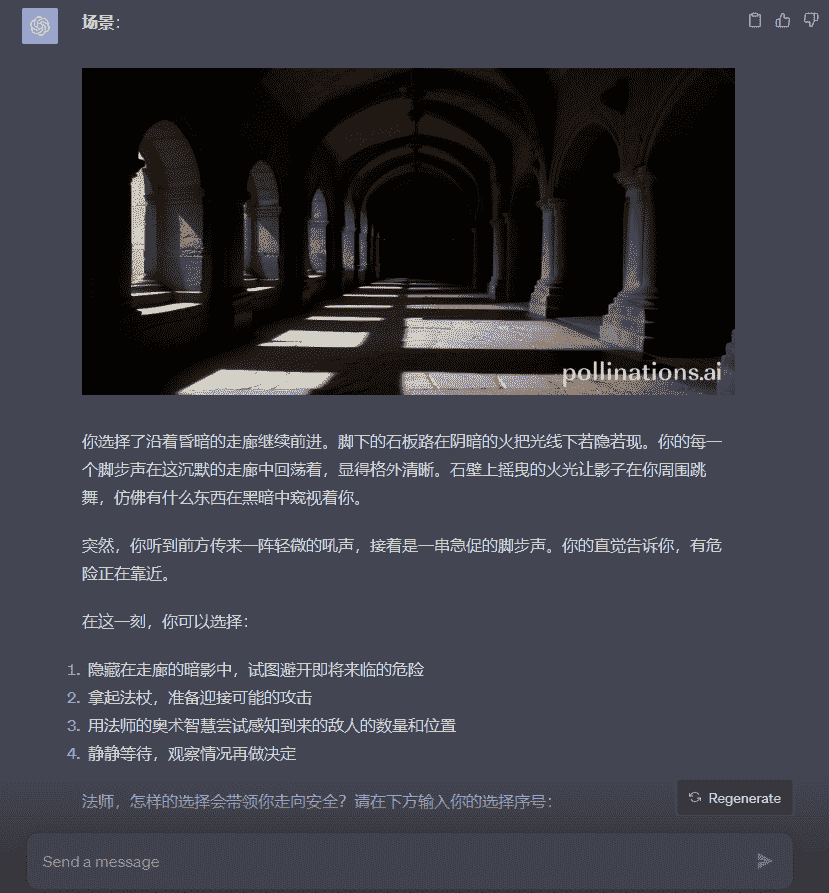 场景：
pollinations.ai
你选择了沿着昏暗的走廊继续前进。脚下的石板路在阴暗的火把光线下若隐若现。你的每一
个脚步声在这沉默的走廊中回荡着，显得格外清晰。石壁上摇曳的火光让影子在你周围跳
舞，仿佛有什么东西在黑暗中窥视着你。
突然，你听到前方传来一阵轻微的吼声，接着是一串急促的脚步声。你的直觉告诉你，有危
险正在靠近。
在这一刻，你可以选择：
1. 隐藏在走廊的暗影中，试图避开即将来临的危险
2. 拿起法杖，准备迎接可能的攻击
3. 用法师的奥术智慧尝试感知到来的敌人的数量和位置
4. 静静等待，观察情况再做决定
法师，怎样的选择会带领你走向安全？请在下方输入你的选择序号：
Regenerate
Send a message